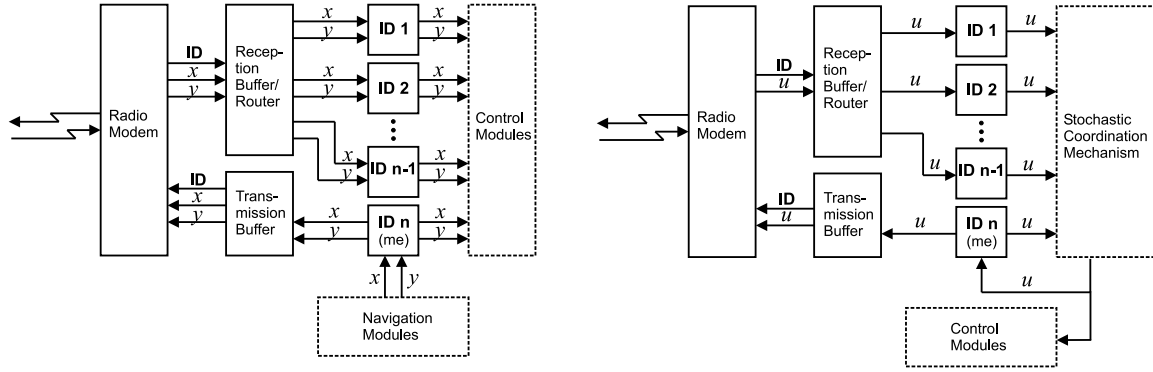 x
y
ID 1
x
y
ID
x
y
Recep-
tion
Buffer/
Router
x
y
ID 2
x
y
Radio
Modem
Control
Modules
x
y
ID n-1
x
y
ID
x
y
Trans-
mission
Buffer
x
y
ID n
(me)
x
y
x
y
Navigation
Modules
u
ID 1
u
ID
u
Recep-
tion
Buffer/
Router
u
ID 2
u
Radio
Modem
Stochastic
Coordination
Mechanism
u
ID n-1
u
ID
u
Trans-
mission
Buffer
u
ID n
(me)
u
u
Control
Modules